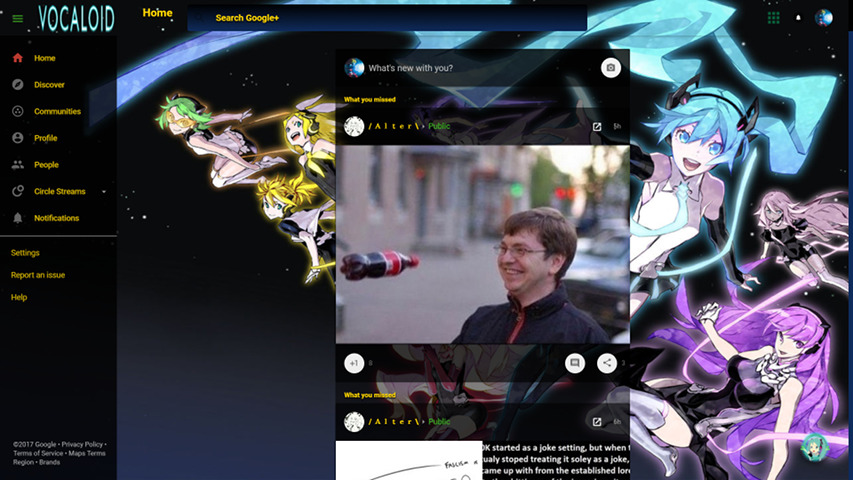 VOCALOID
Home
Search Google+
Home
Discover
Communities
Profile
People
Circle Streams
Notifications
Settings
Report an issue
Help
©2017 Google • Privacy Policy •
Terms of Service • Maps Terms
Region • Brands
What's new with you?
What you missed
/ A l t e r \ › Public
5h
+1
8
3
What you missed
/ A l t e r \ › Public
6h
FASCISM
OK started as a joke setting, but when
tualy stoped treating it soley as a joke,
came up with from the established lore